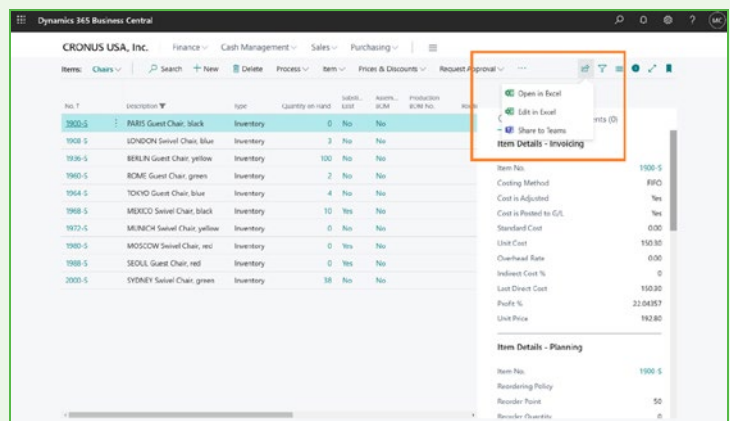 Dynamics 365 Business Central MC
CRONUS USA, Inc. Finance Cash Management Sales Purchasing
Items: Chairs Search + New Delete Process Item Prices & Discounts Request Approval ...
Open in Excel
Edit in Excel
Share to Teams
No. ↑ Description Type Quantity on Hand Substi... Exist Assem... BOM Production BOM No.
1900-S PARIS Guest Chair, black Inventory 0 No No
1908-S LONDON Swivel Chair, blue Inventory 3 No No
1936-S BERLIN Guest Chair, yellow Inventory 100 No No
1960-S ROME Guest Chair, green Inventory 2 No No
1964-S TOKYO Guest Chair, blue Inventory 4 No No
1968-S MEXICO Swivel Chair, black Inventory 10 Yes No
1972-S MUNICH Swivel Chair, yellow Inventory 0 No No
1980-S MOSCOW Swivel Chair, red Inventory 0 Yes No
1988-S SEOUL Guest Chair, red Inventory 0 Yes No
2000-S SYDNEY Swivel Chair, green Inventory 38 No No
ents (0)
Item Details - Invoicing
Item No. 1900-S
Costing Method FIFO
Cost is Adjusted Yes
Cost is Posted to G/L Yes
Standard Cost 0.00
Unit Cost 150.30
Overhead Rate 0.00
Indirect Cost % 0
Last Direct Cost 150.30
Profit % 22.04357
Unit Price 192.80
Item Details - Planning
Item No. 1900-S
Reordering Policy
Reorder Point 50
Reorder Quantity 0